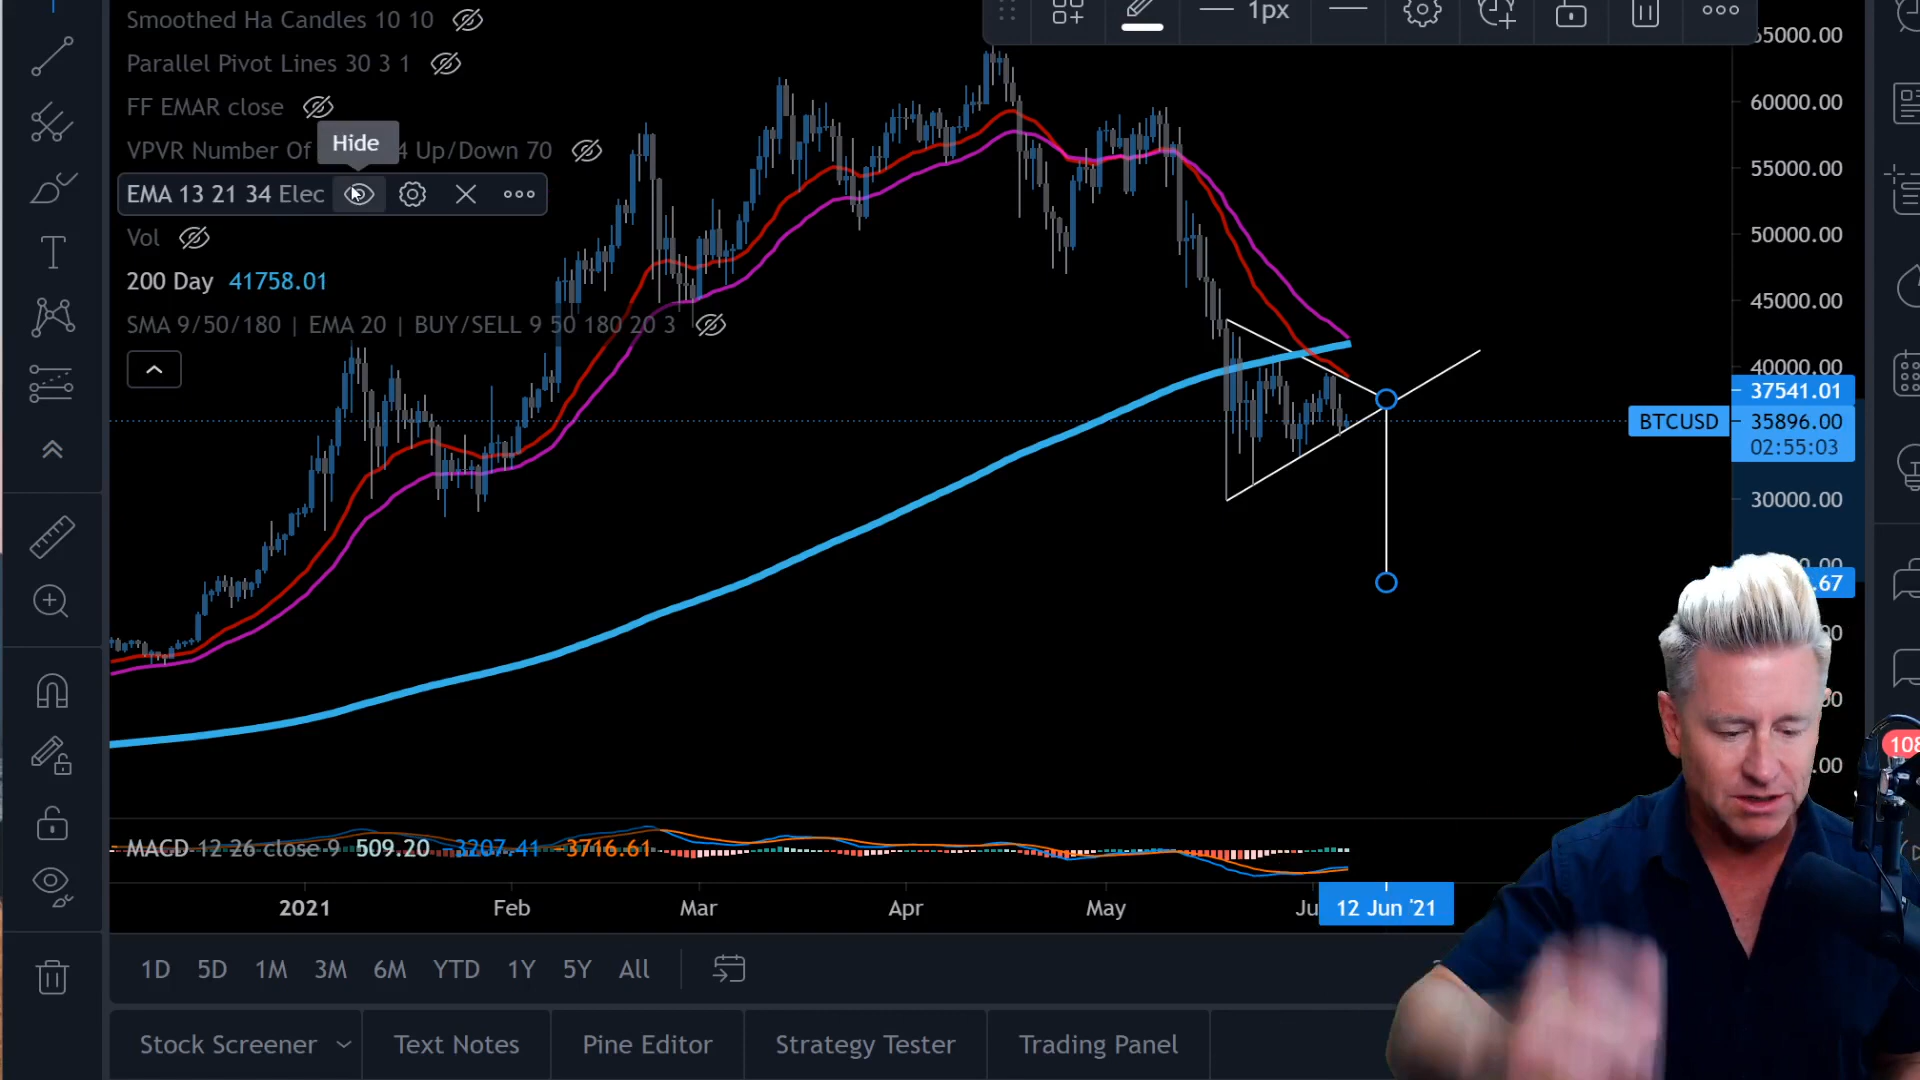 Smoothed Ha Candles 10 10
1px
65000.00
Parallel Pivot Lines 30 3 1
60000.00
FF EMAR close
Hide
VPVR Number Of 4 Up/Down 70
55000.00
EMA 13 21 34 Elec
50000.00
Vol
200 Day 41758.01
45000.00
SMA 9/50/180 | EMA 20 | BUY/SELL 9 50 180 20 3
40000.00
37541.01
BTCUSD 35896.00
02:55:03
30000.00
.67
108
MACD 12 26 close 9 509.20 -3207.41 -3716.61
2021 Feb Mar Apr May Ju 12 Jun '21
1D 5D 1M 3M 6M YTD 1Y 5Y All
Stock Screener Text Notes Pine Editor Strategy Tester Trading Panel